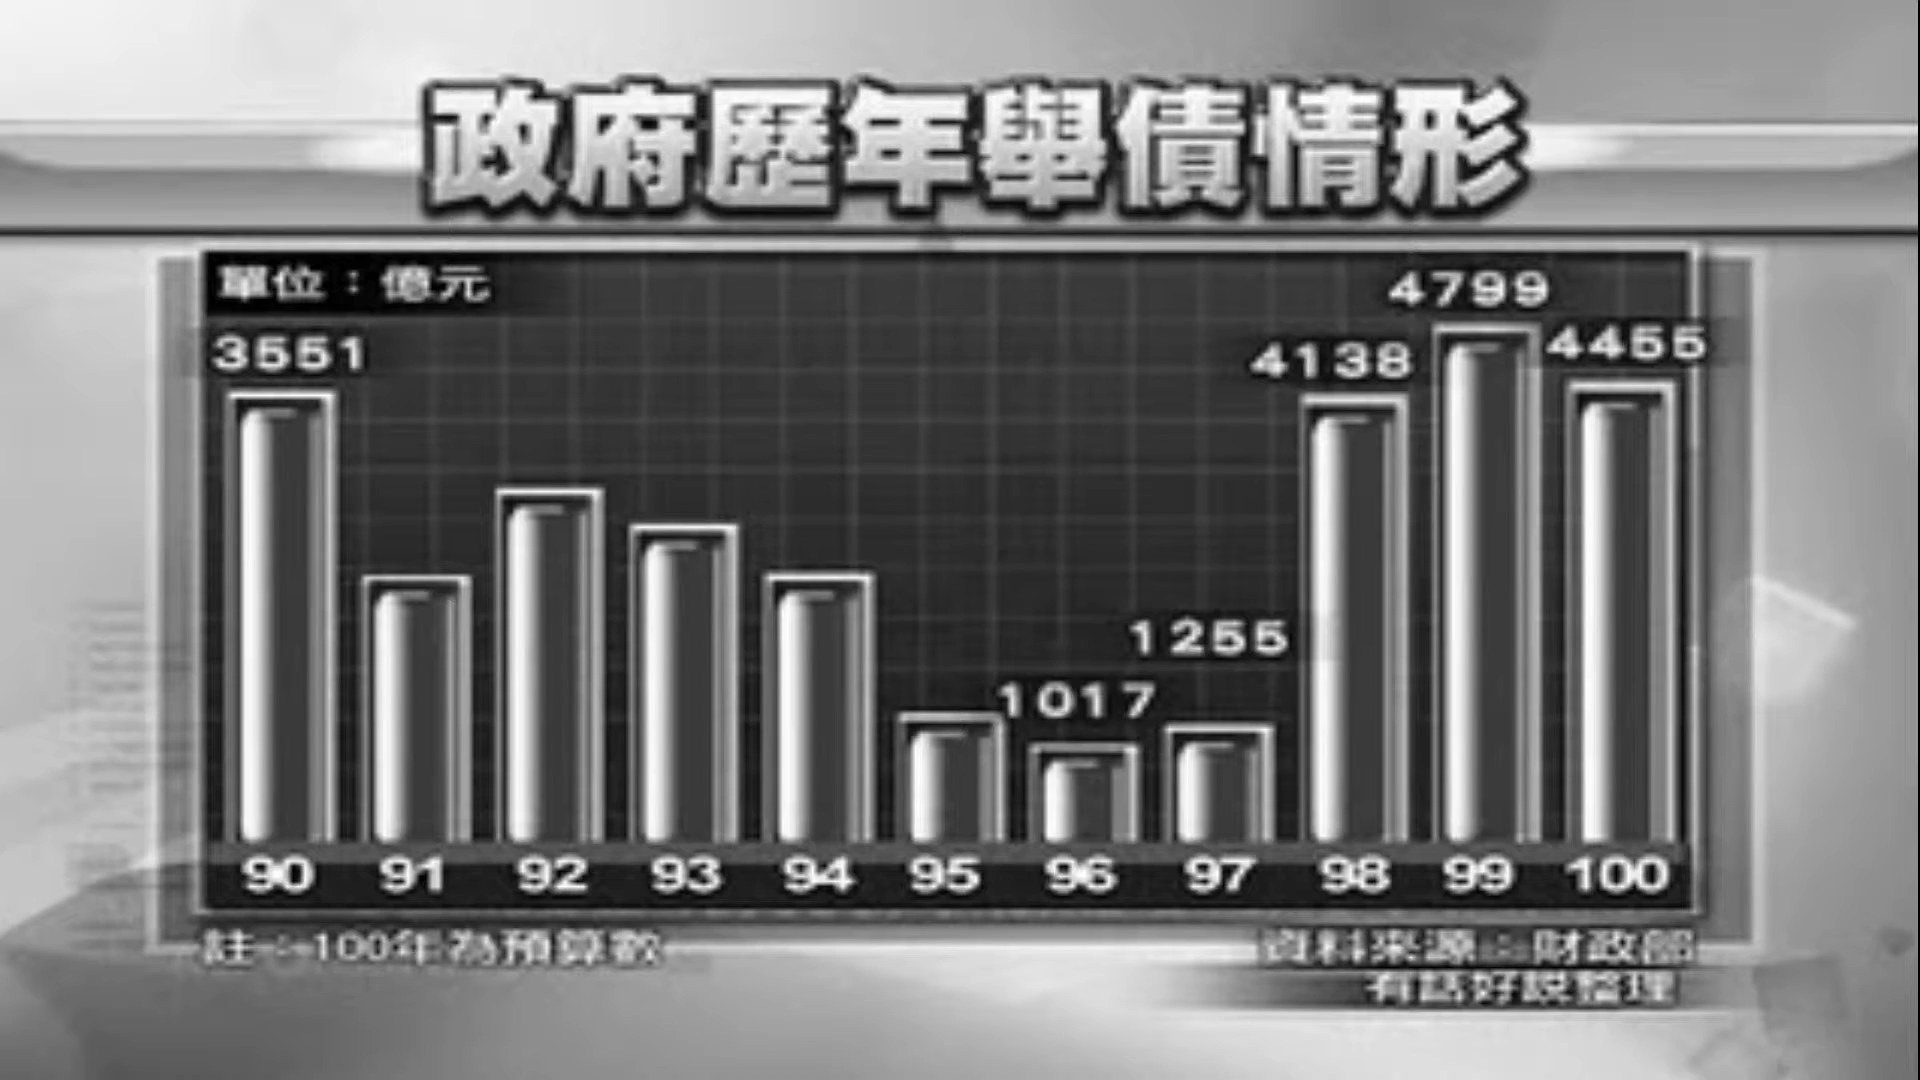 政府歷年舉債情形
單位：億元
3551
1017
1255
4138
4799
4455
90 91 92 93 94 95 96 97 98 99 100
註：100年為預算數
資料來源：財政部
有話好説整理